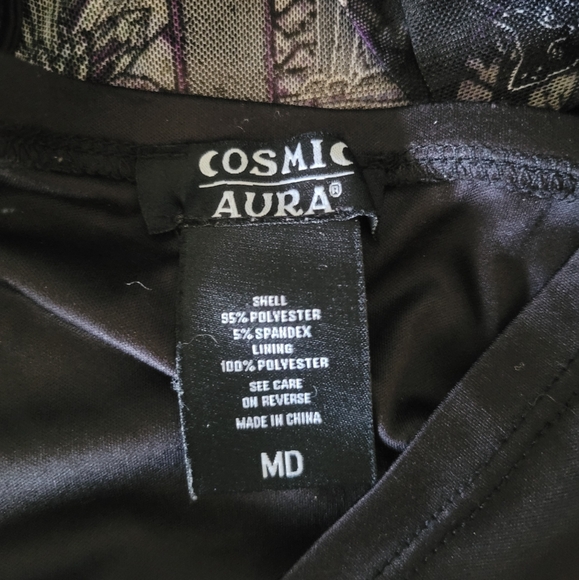 COSMIC
AURA®
SHELL
95% POLYESTER
5% SPANDEX
LINING
100% POLYESTER
SEE CARE
ON REVERSE
MADE IN CHINA
MD